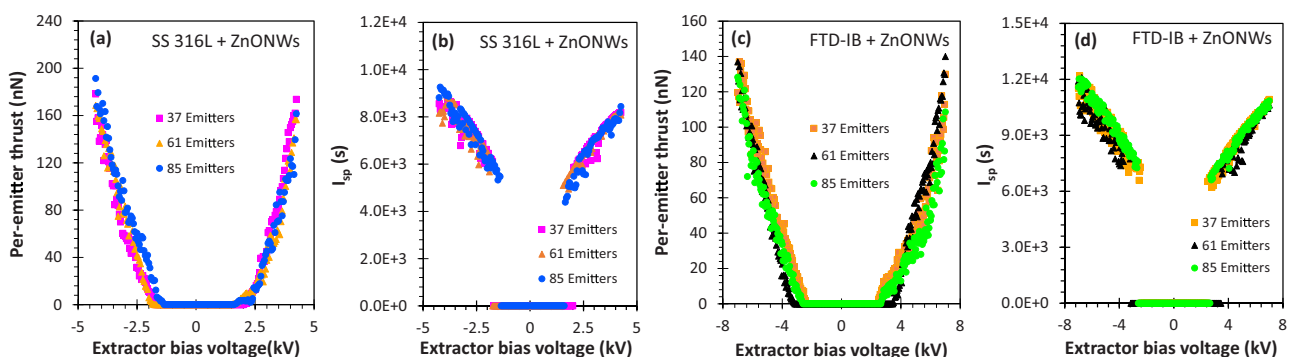 (a)
SS 316L + ZnONWs
Per-emitter thrust (nN)
240
200
160
120
80
40
0
37 Emitters
61 Emitters
85 Emitters
-5
-2.5
0
2.5
5
Extractor bias voltage(kV)
(b)
SS 316L + ZnONWs
Isp (s)
1.2E+4
1.0E+4
8.0E+3
6.0E+3
4.0E+3
2.0E+3
0.0E+0
37 Emitters
61 Emitters
85 Emitters
-5
-2.5
0
2.5
5
Extractor bias voltage (kV)
(c)
FTD-IB + ZnONWs
Per-emitter thrust (nN)
160
140
120
100
80
60
40
20
0
37 Emitters
61 Emitters
85 Emitters
-8
-4
0
4
8
Extractor bias voltage (kV)
(d)
FTD-IB + ZnONWs
Isp (s)
1.5E+4
1.2E+4
9.0E+3
6.0E+3
3.0E+3
0.0E+0
37 Emitters
61 Emitters
85 Emitters
-8
-4
0
4
8
Extractor bias voltage (kV)